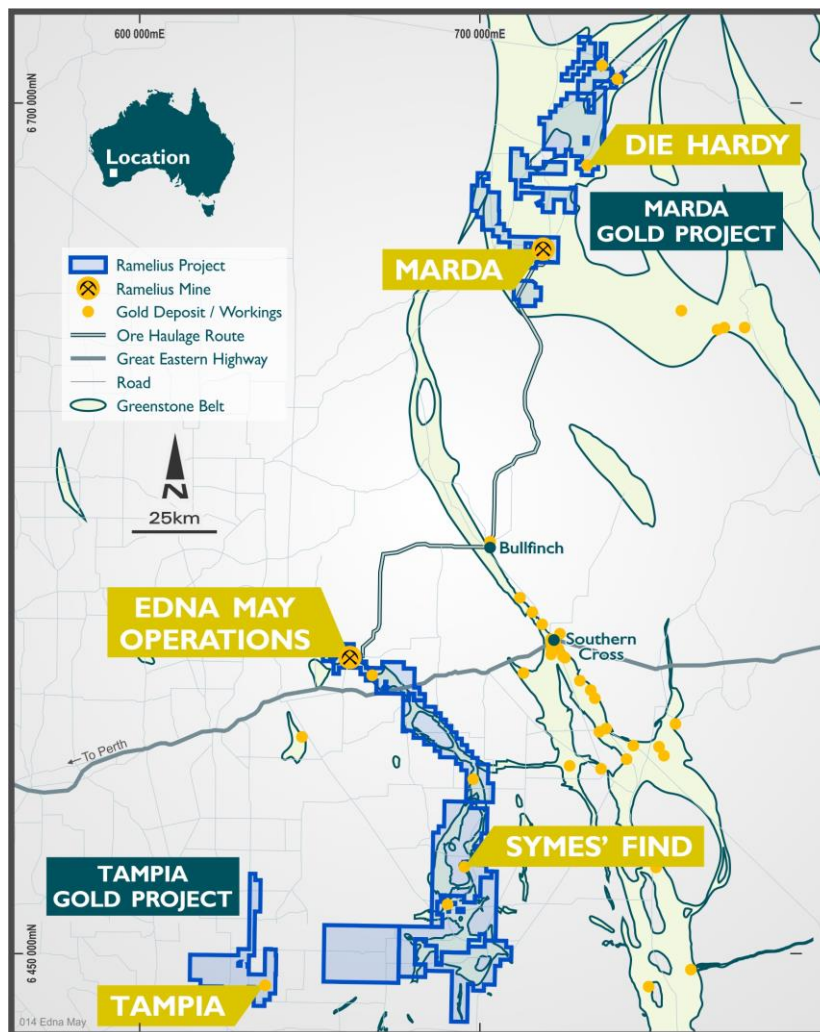 600 000mE
700 000mE
6 700 000mN
Location
DIE HARDY
MARDA
GOLD PROJECT
MARDA
Ramelius Project
Ramelius Mine
Gold Deposit / Workings
Ore Haulage Route
Great Eastern Highway
Road
Greenstone Belt
N
25km
Bullfinch
EDNA MAY
OPERATIONS
Southern
Cross
To Perth
SYMES' FIND
TAMPIA
GOLD PROJECT
6 450 000mN
TAMPIA
014 Edna May